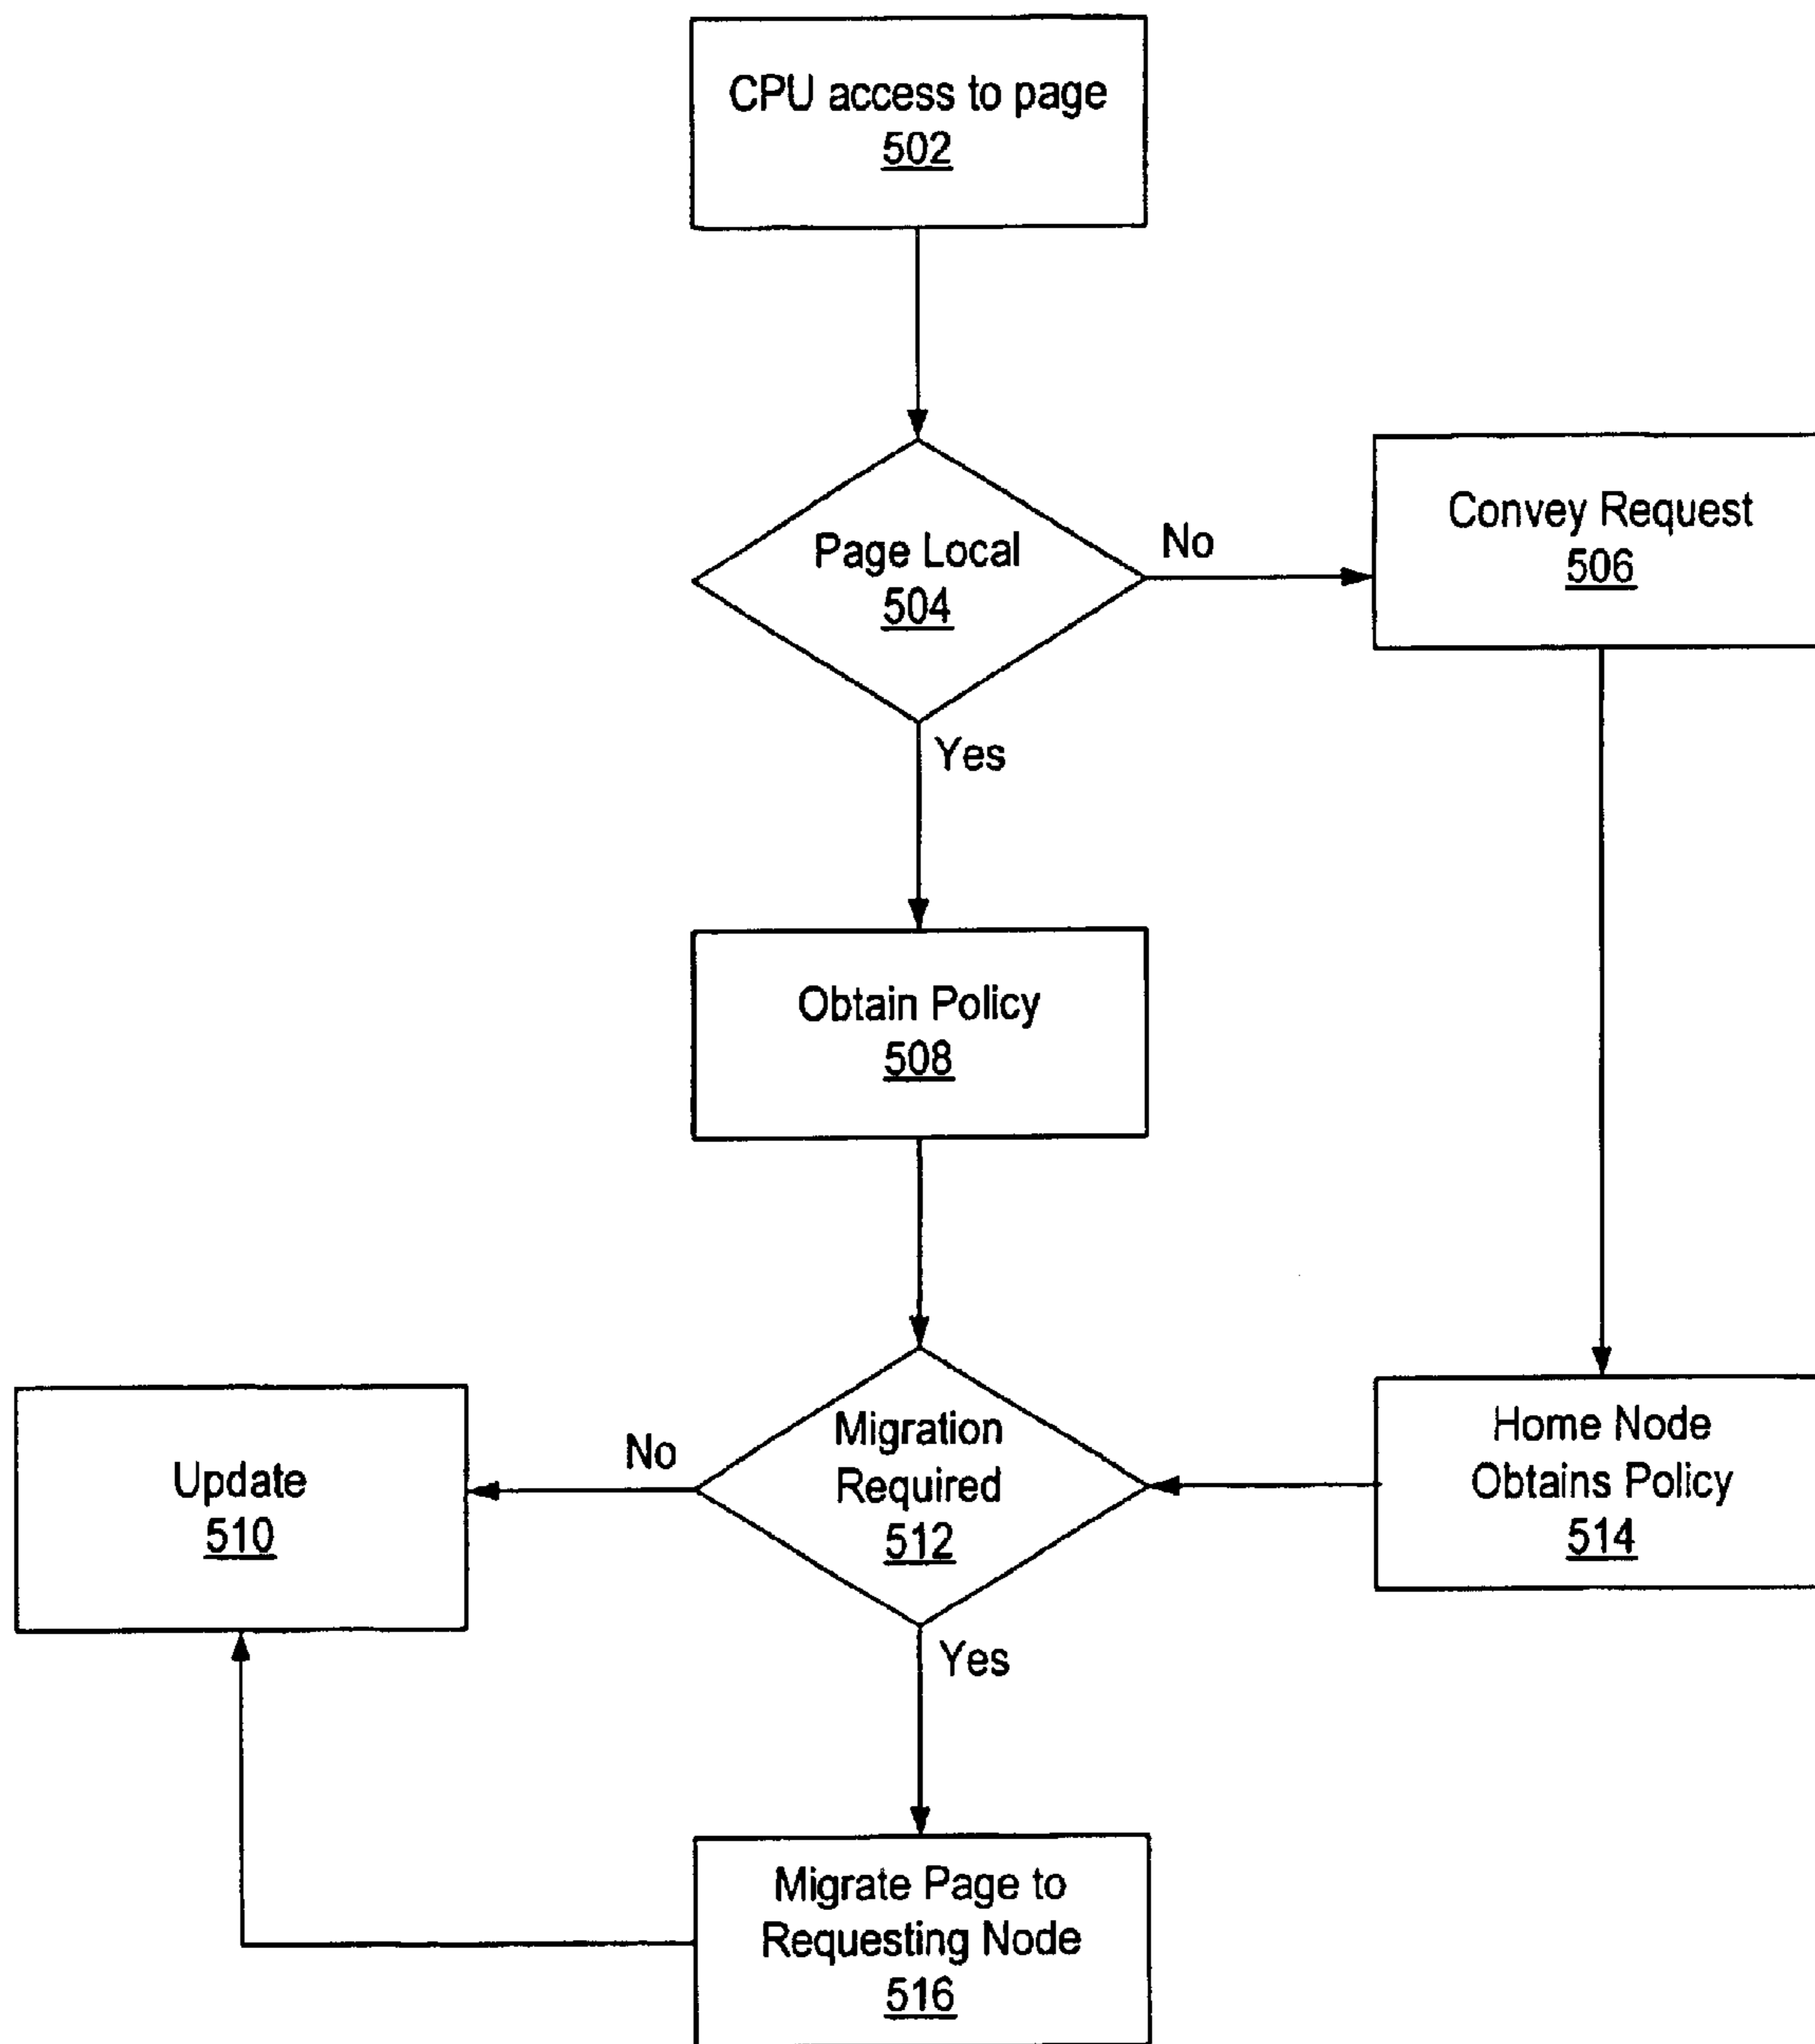 CPU access to page
502
Page Local
504
No
Convey Request
506
Yes
Obtain Policy
508
Update
510
No
Migration
Required
512
Home Node
Obtains Policy
514
Yes
Migrate Page to
Requesting Node
516